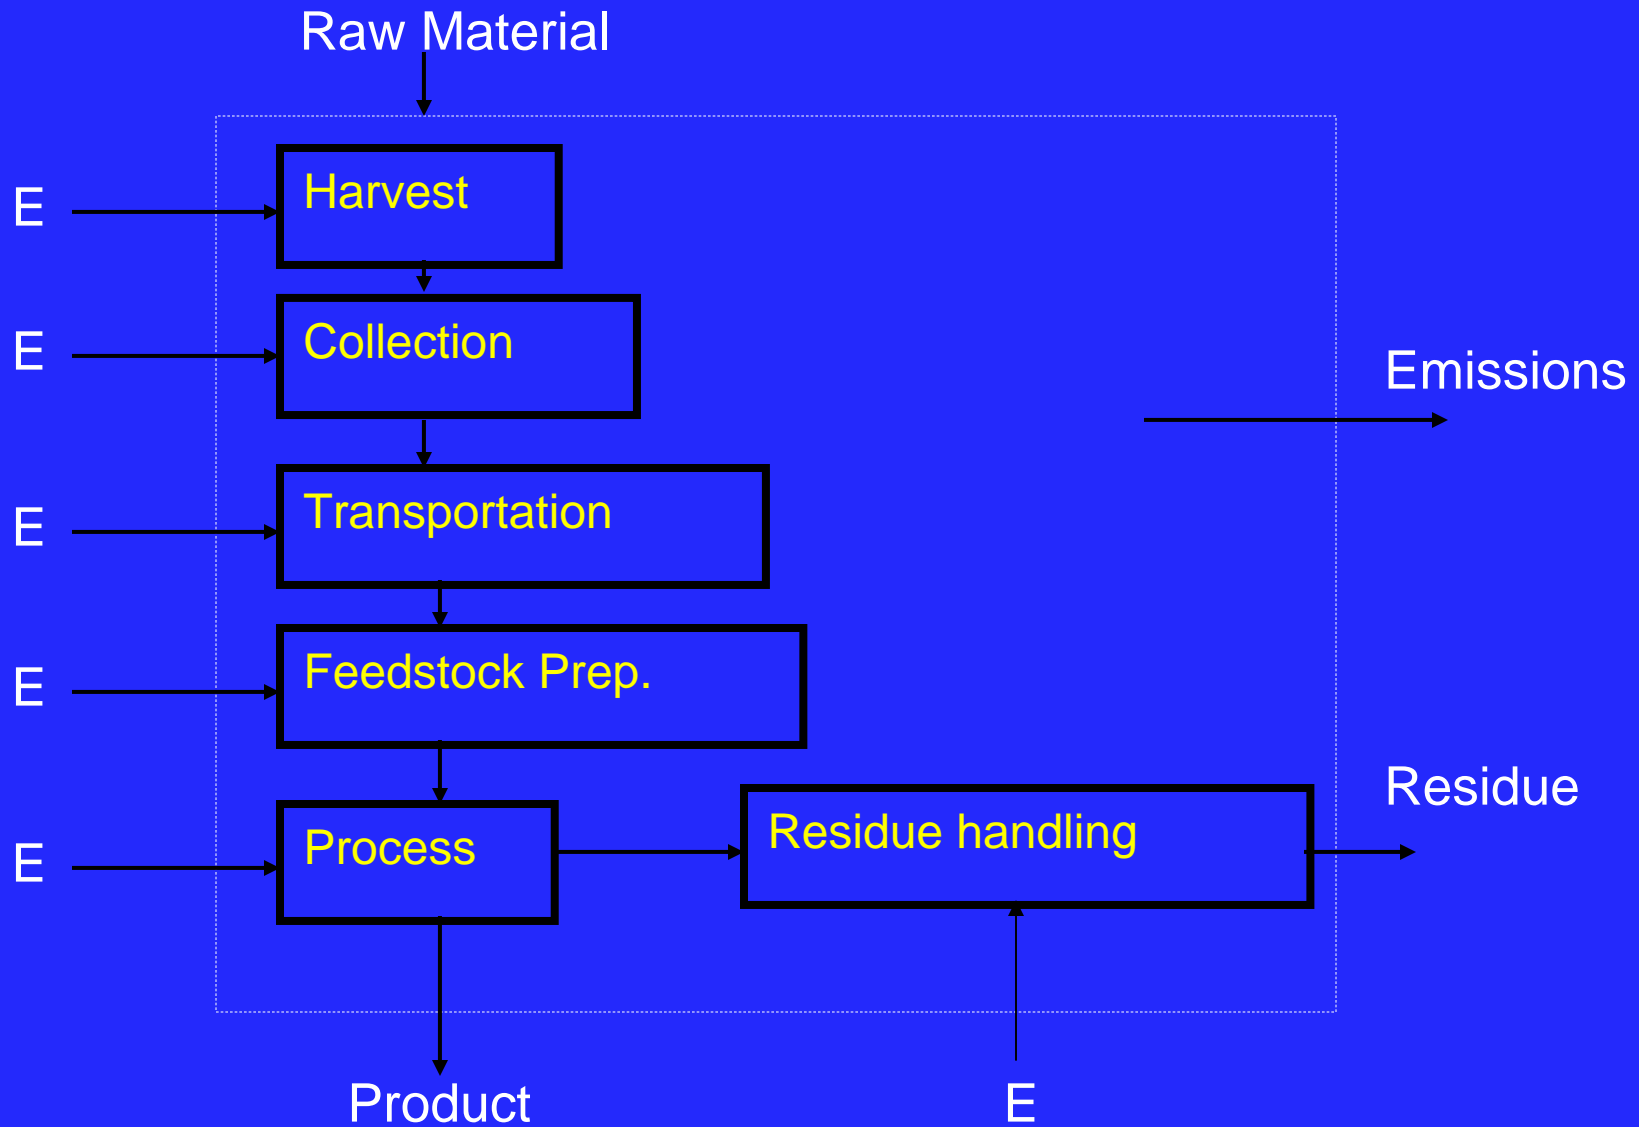 Raw Material
E
Harvest
E
Collection
Emissions
E
Transportation
E
Feedstock Prep.
Residue
E
Process
Residue handling
Product
E